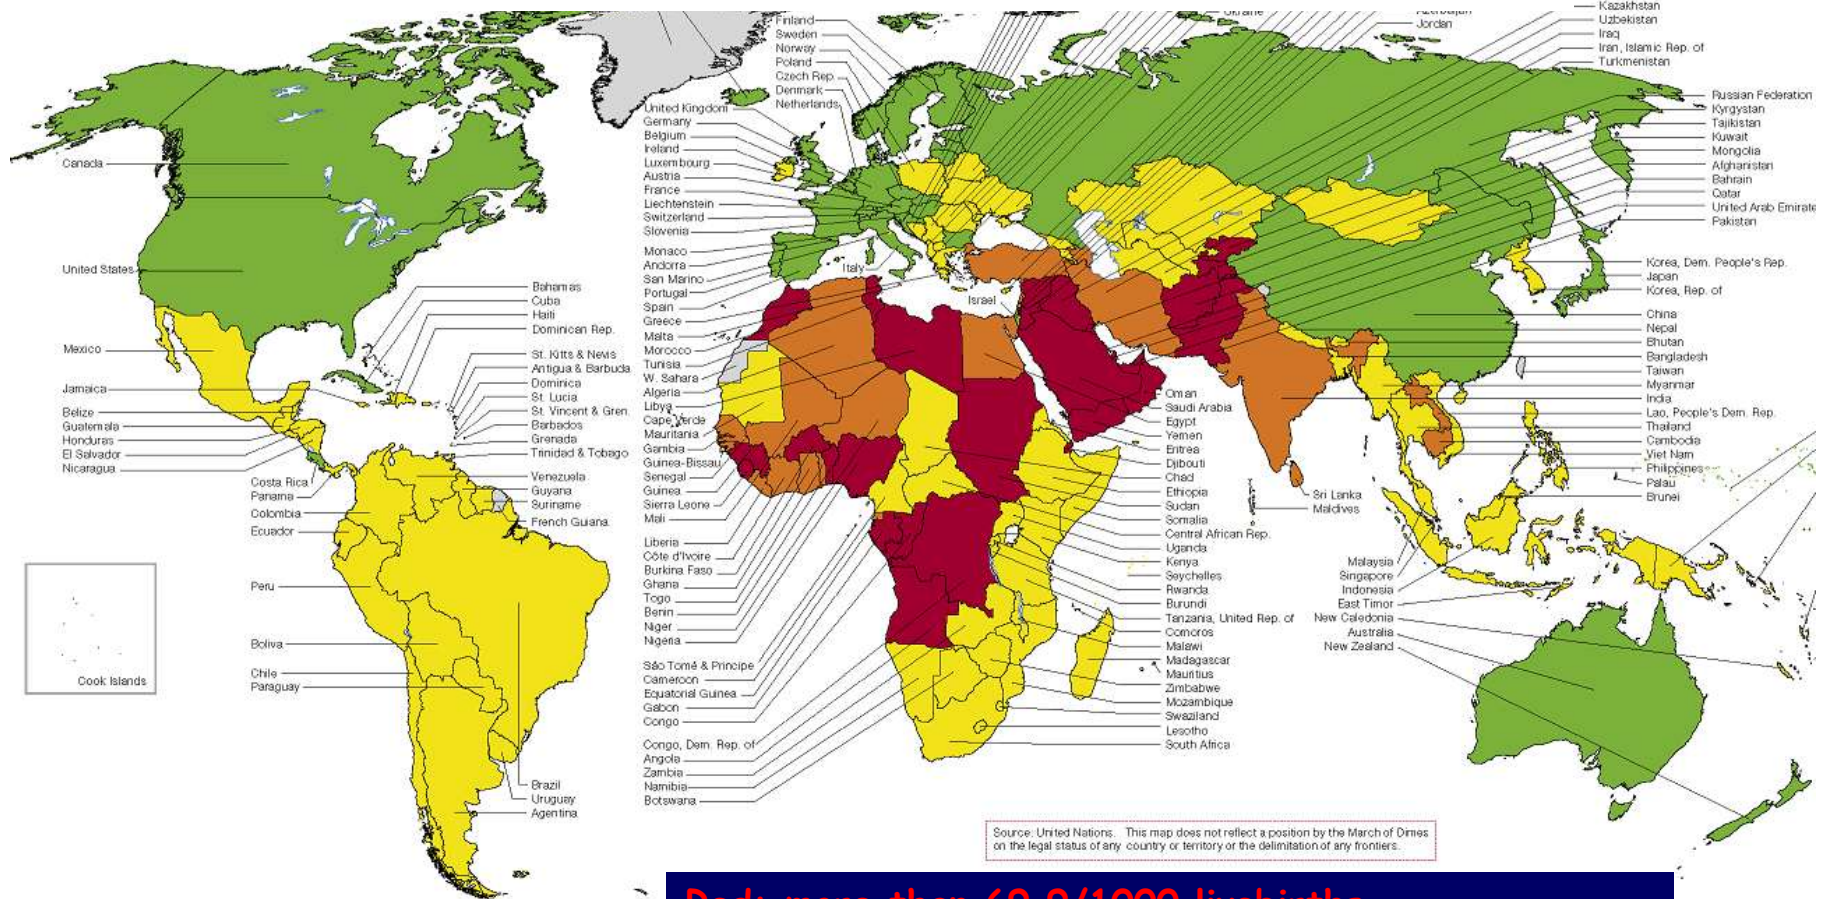 Finland
Sweden
Norway
Poland
Czech Rep.
Denmark
Netherlands
United Kingdom
Germany
Belgium
Ireland
Luxembourg
Austria
France
Liechtenstein
Switzerland
Slovenia
Monaco
Andorra
San Marino
Portugal
Spain
Greece
Malta
Morocco
Tunisia
W. Sahara
Algeria
Libya
Cape Verde
Mauritania
Gambia
Guinea-Bissau
Senegal
Guinea
Sierra Leone
Mali
Liberia
Côte d'Ivoire
Burkina Faso
Ghana
Togo
Benin
Niger
Nigeria
São Tomé & Principe
Cameroon
Equatorial Guinea
Gabon
Congo
Congo, Dem. Rep. of
Angola
Zambia
Namibia
Botswana
Italy
Israel
Canada
United States
Mexico
Jamaica
Belize
Guatemala
Honduras
El Salvador
Nicaragua
Bahamas
Cuba
Haiti
Dominican Rep.
St. Kitts & Nevis
Antigua & Barbuda
Dominica
St. Lucia
St. Vincent & Gren.
Barbados
Grenada
Trinidad & Tobago
Costa Rica
Panama
Colombia
Ecuador
Venezuela
Guyana
Suriname
French Guiana
Peru
Boliva
Chile
Paraguay
Brazil
Uruguay
Agentina
Cook Islands
Jordan
Kazakhstan
Uzbekistan
Iraq
Iran, Islamic Rep. of
Turkmenistan
Russian Federation
Kyrgystan
Tajikistan
Kuwait
Mongolia
Afghanistan
Bahrain
Qatar
United Arab Emirate
Pakistan
Korea, Dem. People's Rep.
Japan
Korea, Rep. of
China
Nepal
Bhutan
Bangladesh
Taiwan
Myanmar
India
Lao, People's Dem. Rep.
Thailand
Cambodia
Viet Nam
Philippines
Palau
Brunei
Sri Lanka
Maldives
Oman
Saudi Arabia
Egypt
Yemen
Eritrea
Djibouti
Chad
Ethiopia
Sudan
Somalia
Central African Rep.
Uganda
Kenya
Seychelles
Rwanda
Burundi
Tanzania, United Rep. of
Comoros
Malawi
Madagascar
Mauritius
Zimbabwe
Mozambique
Swaziland
Lesotho
South Africa
Malaysia
Singapore
Indonesia
East Timor
New Caledonia
Australia
New Zealand
Source: United Nations. This map does not reflect a position by the March of Dimes
on the legal status of any country or territory or the delimitation of any frontiers.
more than 69.9/1000 livebirths